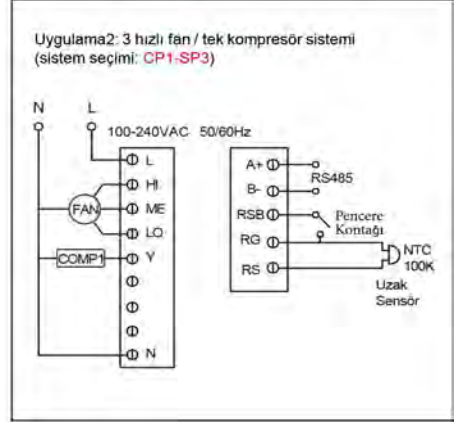 Uygulama2: 3 hızlı fan / tek kompresör sistemi
(sistem seçimi: CP1-SP3)
N L
100-240VAC 50/60Hz
L
HI
FAN ME
LO
COMP1 Y
N
A+
RS485
B-
RSB Pencere
Kontağı
RG
NTC
100K
RS
Uzak
Sensör